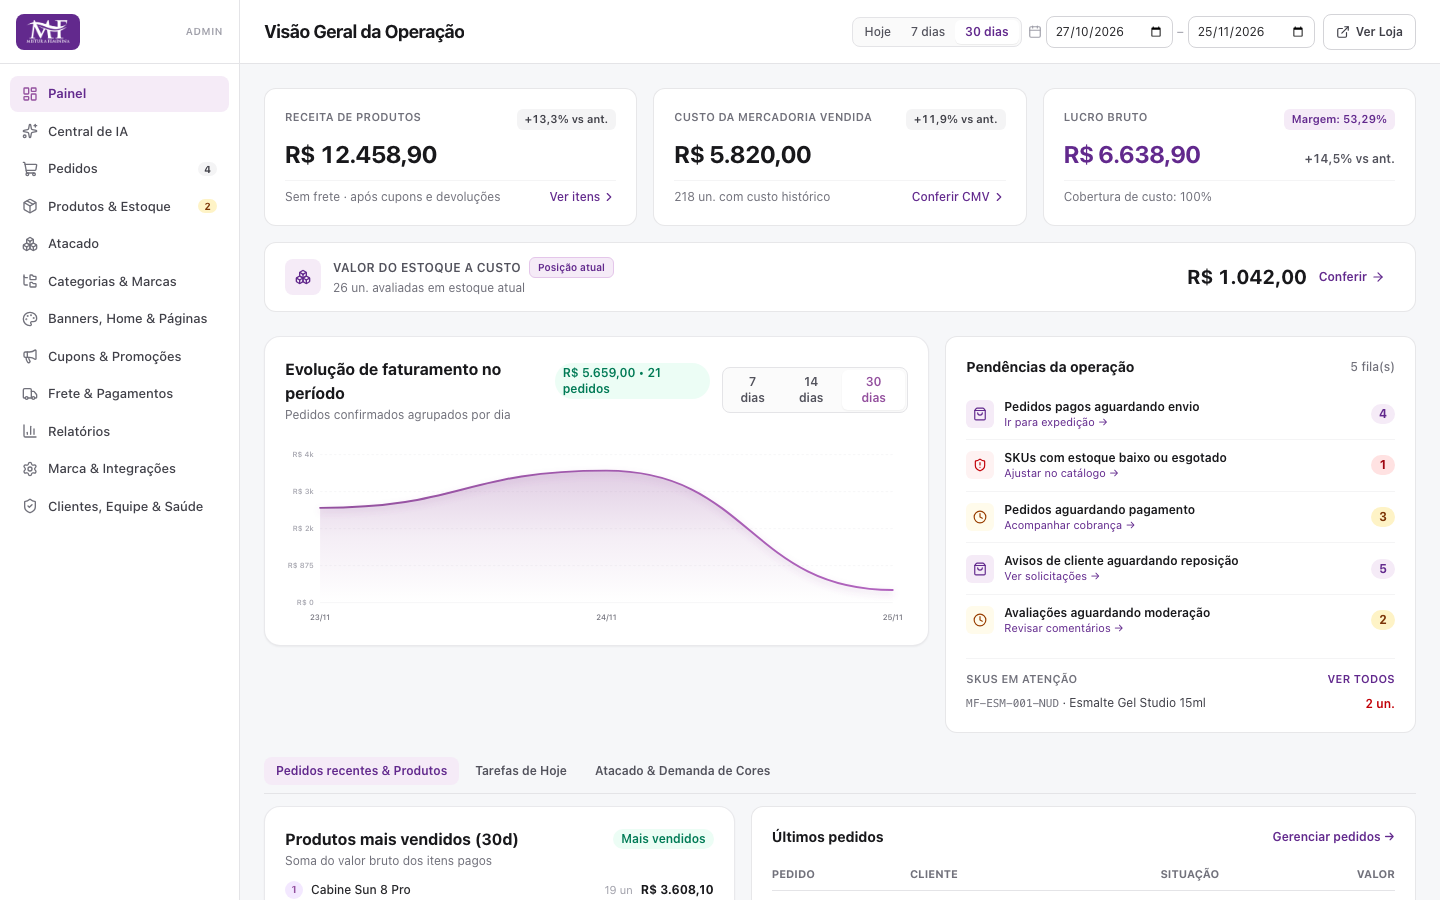 MF
ADMIN
Visão Geral da Operação
Hoje
7 dias
30 dias
27/10/2026
–
25/11/2026
Ver Loja
Painel
Central de IA
Pedidos
4
Produtos & Estoque
2
Atacado
Categorias & Marcas
Banners, Home & Páginas
Cupons & Promoções
Frete & Pagamentos
Relatórios
Marca & Integrações
Clientes, Equipe & Saúde
RECEITA DE PRODUTOS
+13,3% vs ant.
R$ 12.458,90
Sem frete · após cupons e devoluções
Ver itens
CUSTO DA MERCADORIA VENDIDA
+11,9% vs ant.
R$ 5.820,00
218 un. com custo histórico
Conferir CMV
LUCRO BRUTO
Margem: 53,29%
R$ 6.638,90
+14,5% vs ant.
Cobertura de custo: 100%
VALOR DO ESTOQUE A CUSTO
Posição atual
26 un. avaliadas em estoque atual
R$ 1.042,00
Conferir →
Evolução de faturamento no
período
Pedidos confirmados agrupados por dia
R$ 5.659,00 • 21
pedidos
7
dias
14
dias
30
dias
R$ 4k
R$ 3k
R$ 2k
R$ 875
R$ 0
23/11
24/11
25/11
Pendências da operação
5 fila(s)
Pedidos pagos aguardando envio
Ir para expedição →
4
SKUs com estoque baixo ou esgotado
Ajustar no catálogo →
1
Pedidos aguardando pagamento
Acompanhar cobrança →
3
Avisos de cliente aguardando reposição
Ver solicitações →
5
Avaliações aguardando moderação
Revisar comentários →
2
SKUS EM ATENÇÃO
VER TODOS
MF-ESM-001-NUD · Esmalte Gel Studio 15ml
2 un.
Pedidos recentes & Produtos
Tarefas de Hoje
Atacado & Demanda de Cores
Produtos mais vendidos (30d)
Mais vendidos
Soma do valor bruto dos itens pagos
1
Cabine Sun 8 Pro
19 un
R$ 3.608,10
Últimos pedidos
Gerenciar pedidos →
PEDIDO
CLIENTE
SITUAÇÃO
VALOR